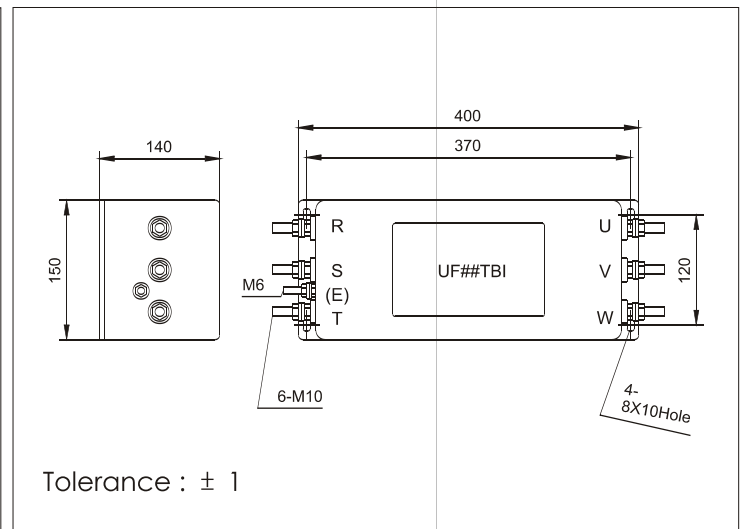 400
140
370
R
U
150
S
UF##TBI
V
120
M6
(E)
T
W
6-M10
4-
8X10Hole
Tolerance : ± 1